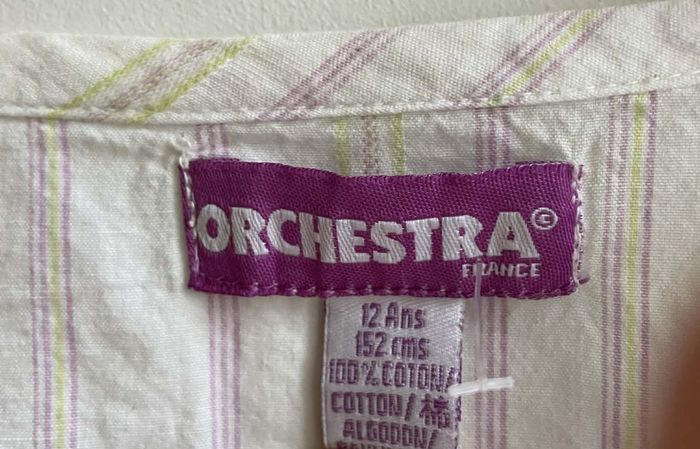 ORCHESTRA©
FRANCE
12 Ans
152 cms
100% COTON/
COTTON/ 棉
ALGODON/